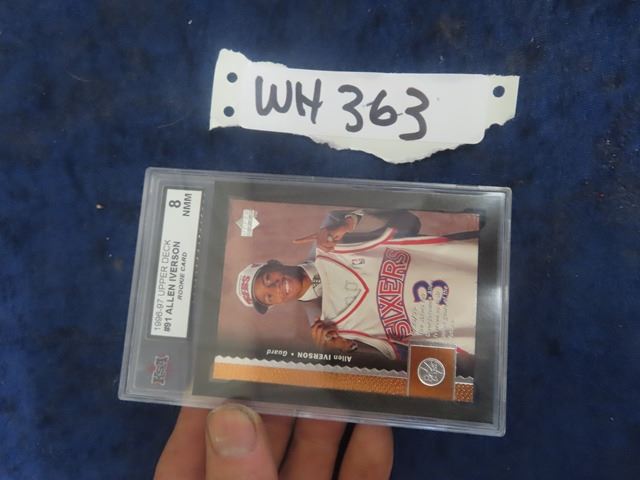 WH 363
1996-97 UPPER DECK
#91 ALLEN IVERSON
ROOKIE CARD
8
NMM
KSA
SIXERS
3
Allen IVERSON • Guard